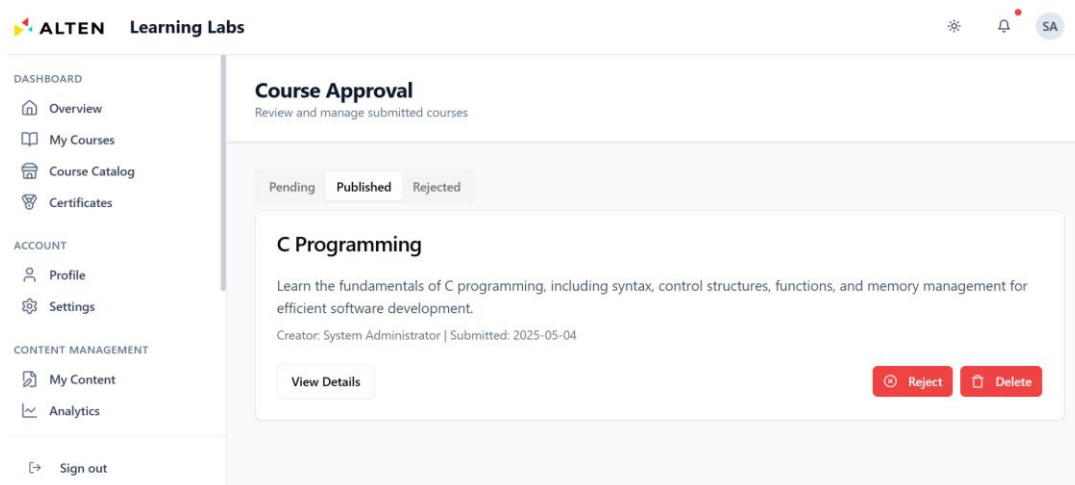 ALTEN Learning Labs
SA
DASHBOARD
Overview
My Courses
Course Catalog
Certificates
ACCOUNT
Profile
Settings
CONTENT MANAGEMENT
My Content
Analytics
Sign out
Course Approval
Review and manage submitted courses
Pending Published Rejected
C Programming
Learn the fundamentals of C programming, including syntax, control structures, functions, and memory management for
efficient software development.
Creator: System Administrator | Submitted: 2025-05-04
View Details Reject Delete